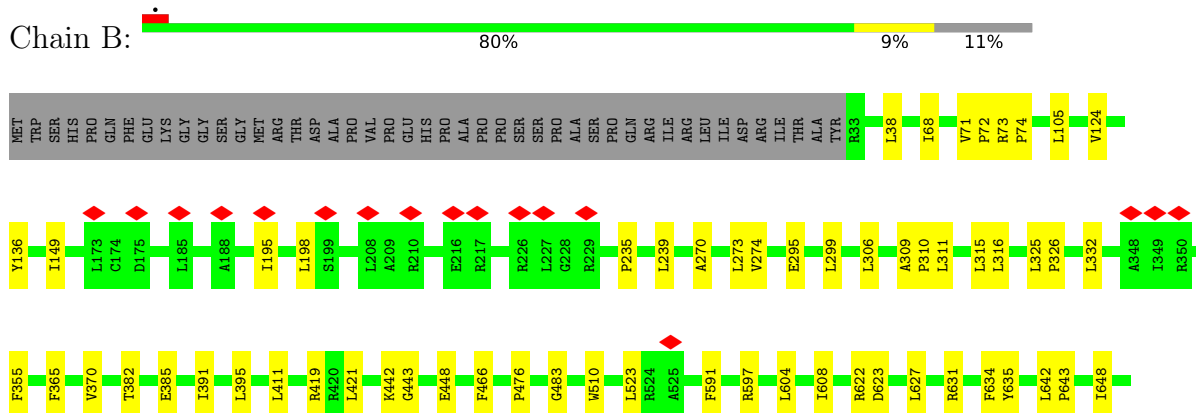 Chain B:
80% 9% 11%
MET TRP SER HIS PRO GLN PHE GLU LYS GLY GLY SER GLY MET ARG THR ASP ALA PRO VAL PRO GLU HIS PRO ALA PRO PRO SER SER PRO ALA SER PRO GLN ARG ILE ARG LEU ILE ASP ARG ILE THR ALA TYR R33 L38 I68 V71 P72 R73 P74 L105 V124
Y136 I149 L173 C174 D175 L185 A188 I195 L198 S199 L208 A209 R210 E216 R217 R226 L227 G228 R229 P235 L239 A270 L273 V274 E295 L299 L306 A309 P310 L311 L315 L316 L325 P326 L332 A348 I349 R350
F355 F365 V370 T382 E385 I391 L395 L411 R419 R420 L421 K442 G443 E448 F466 P476 G483 W510 L523 R524 A525 F591 R597 L604 I608 R622 D623 L627 R631 F634 Y635 L642 P643 I648